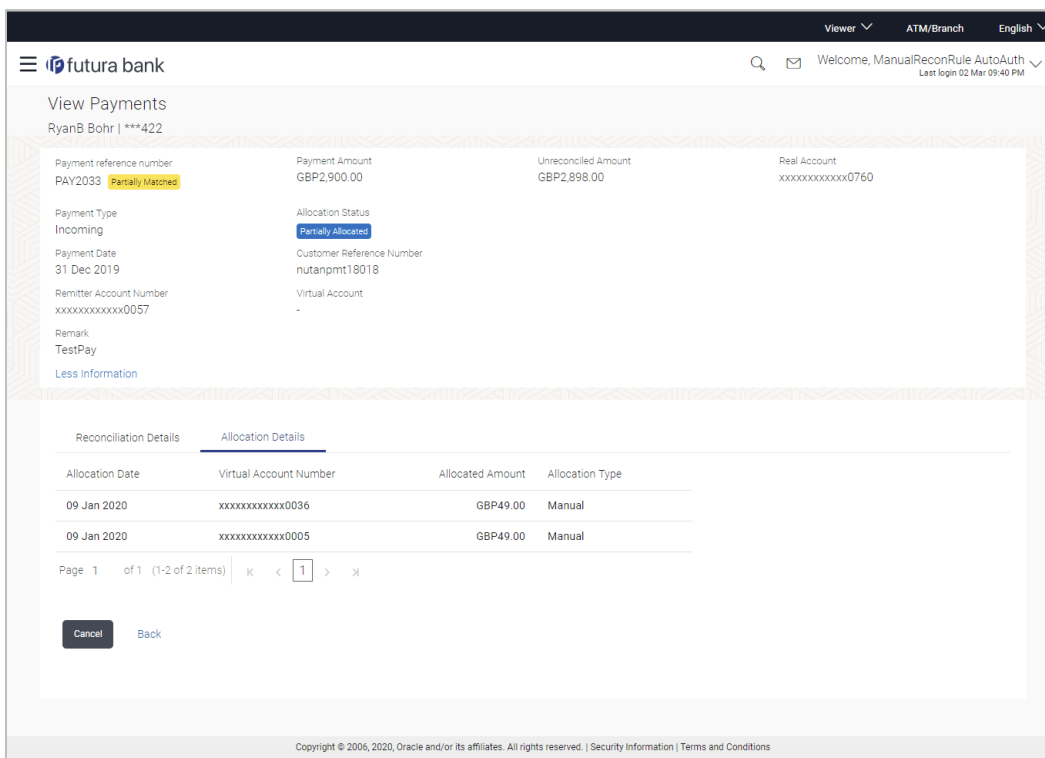 Viewer ATM/Branch English
futura bank Welcome, ManualReconRule AutoAuth
Last login 02 Mar 09:40 PM
View Payments
RyanB Bohr | ***422
Payment reference number Payment Amount Unreconciled Amount Real Account
PAY2033 Partially Matched GBP2,900.00 GBP2,898.00 xxxxxxxxxxxx0760
Payment Type Allocation Status
Incoming Partially Allocated
Payment Date Customer Reference Number
31 Dec 2019 nutanpmt18018
Remitter Account Number Virtual Account
xxxxxxxxxxxx0057 -
Remark
TestPay
Less Information
Reconciliation Details Allocation Details
Allocation Date Virtual Account Number Allocated Amount Allocation Type
09 Jan 2020 xxxxxxxxxxxx0036 GBP49.00 Manual
09 Jan 2020 xxxxxxxxxxxx0005 GBP49.00 Manual
Page 1 of 1 (1-2 of 2 items) 1
Cancel Back
Copyright © 2006, 2020, Oracle and/or its affiliates. All rights reserved. | Security Information | Terms and Conditions